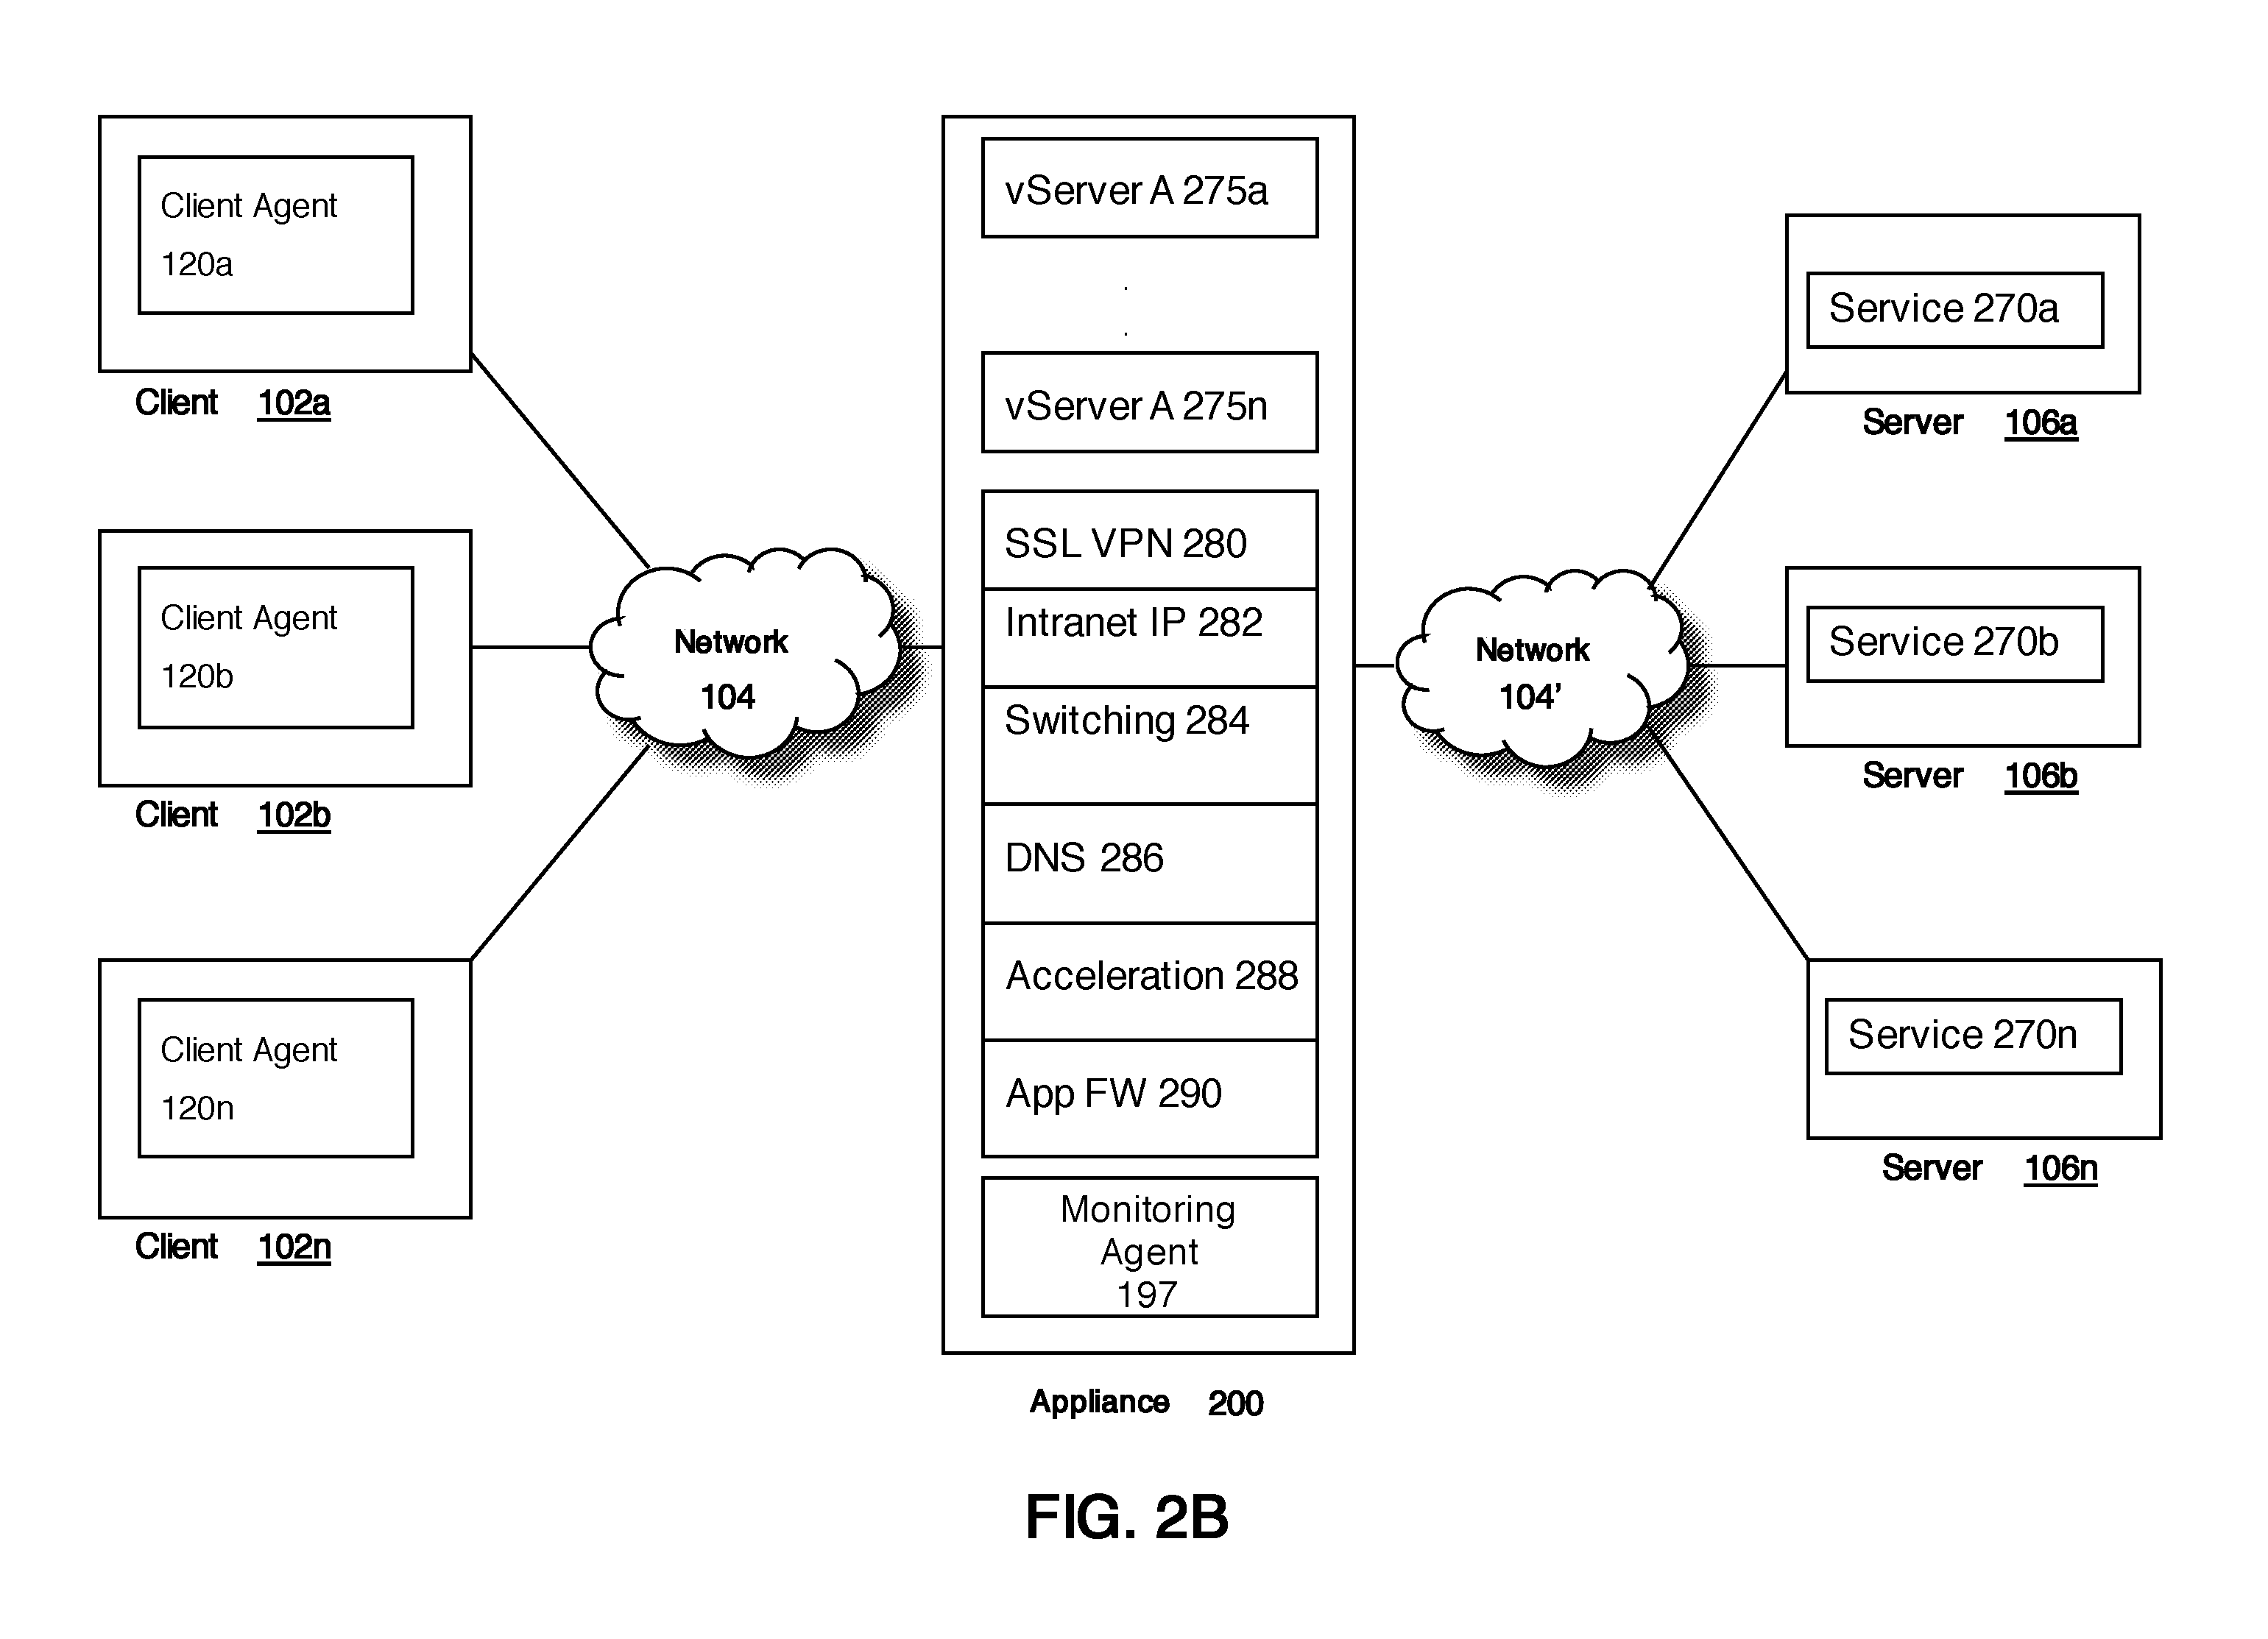 Client Agent
120a
Client 102a
Client Agent
120b
Client 102b
Client Agent
120n
Client 102n
Network
104
vServer A 275a
.
.
vServer A 275n
SSL VPN 280
Intranet IP 282
Switching 284
DNS 286
Acceleration 288
App FW 290
Monitoring
Agent
197
Appliance 200
Network
104’
Service 270a
Server 106a
Service 270b
Server 106b
Service 270n
Server 106n
FIG. 2B